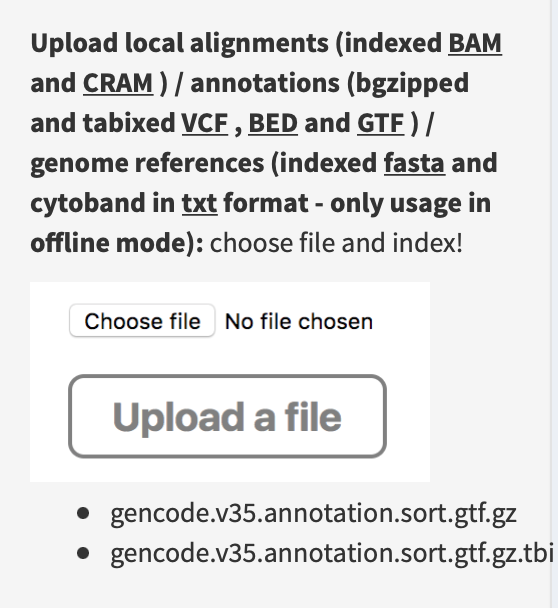 Upload local alignments (indexed BAM
and CRAM ) / annotations (bgzipped
and tabixed VCF , BED and GTF ) /
genome references (indexed fasta and
cytoband in txt format - only usage in
offline mode): choose file and index!
Choose file No file chosen
Upload a file
• gencode.v35.annotation.sort.gtf.gz
• gencode.v35.annotation.sort.gtf.gz.tbi